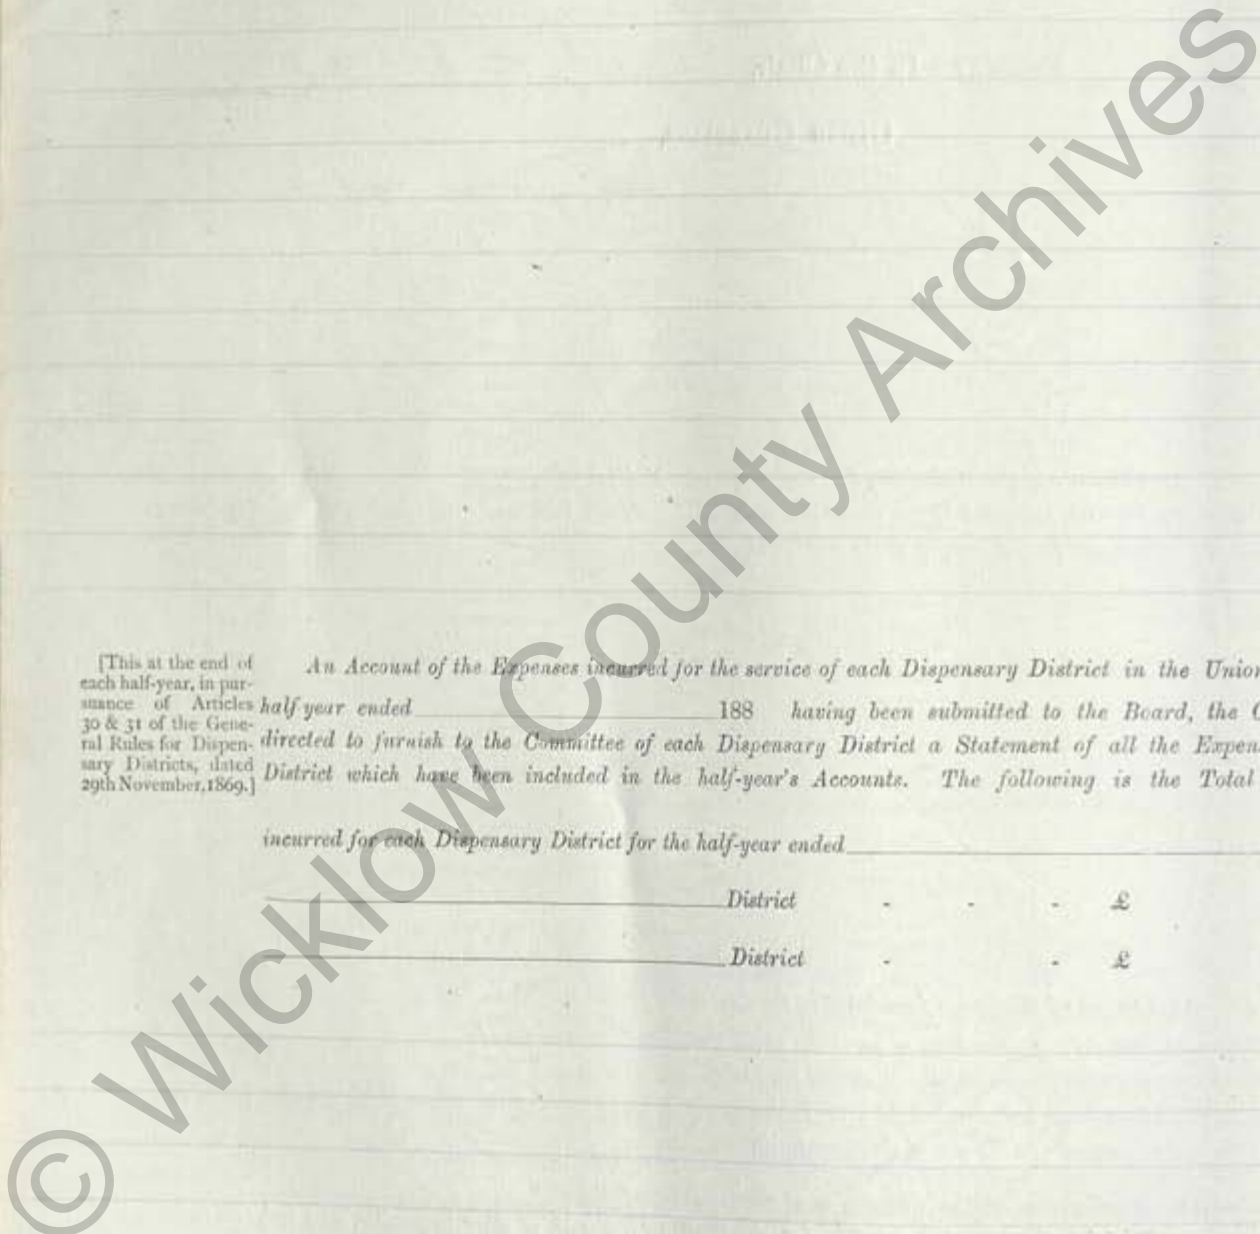 [This at the end of
each half-year, in pur-
suance of Articles
30 & 31 of the Gene-
ral Rules for Dispen-
sary Districts, dated
29th November, 1869.]
An Account of the Expenses incurred for the service of each Dispensary District in the Union
half year ended 188 having been submitted to the Board, the C
directed to furnish to the Committee of each Dispensary District a Statement of all the Expen
District which have been included in the half-year's Accounts. The following is the Total
incurred for each Dispensary District for the half-year ended
District - - - £
District - - £
© Wicklow County Archives